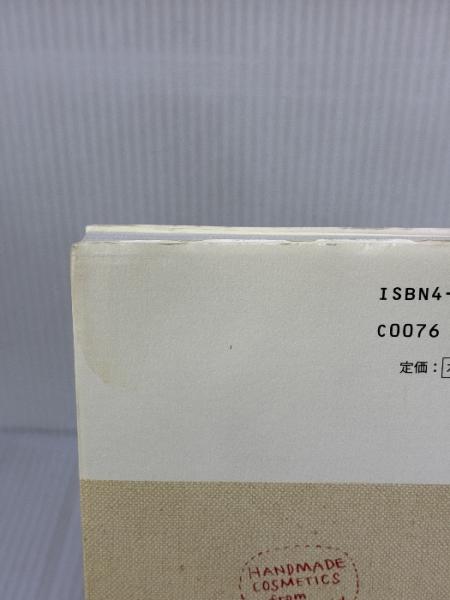 ISBN4-
C0076
定価:
HANDMADE
COSMETICS
from